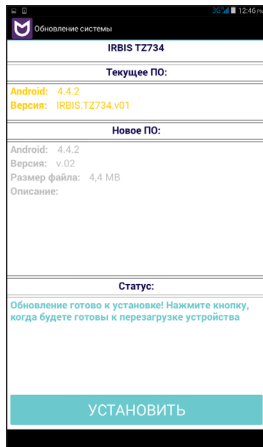 3G 12:46 PM
Обновление системы
IRBIS TZ734
Текущее ПО:
Android: 4.4.2
Версия: IRBIS.TZ734.v01
Новое ПО:
Android: 4.4.2
Версия: v.02
Размер файла: 4,4 MB
Описание:
Статус:
Обновление готово к установке! Нажмите кнопку,
когда будете готовы к перезагрузке устройства
УСТАНОВИТЬ